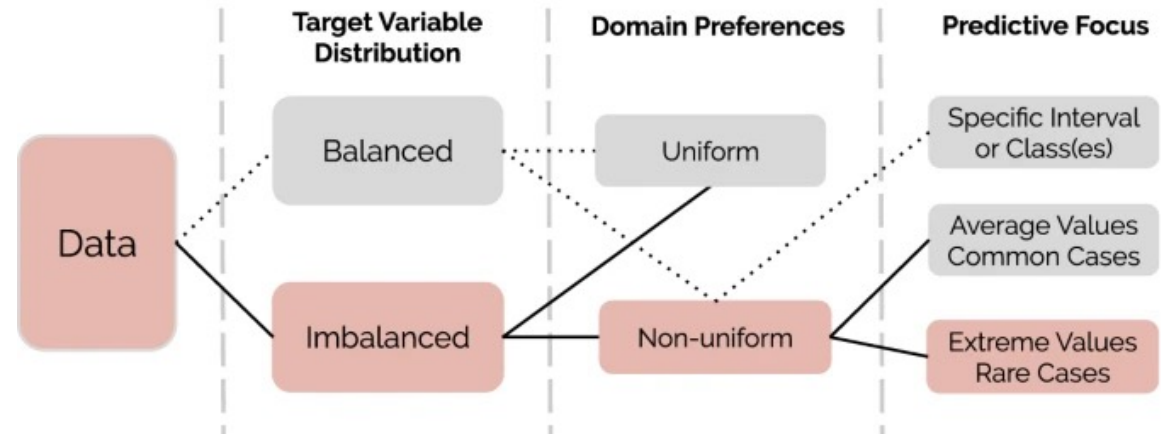 Target Variable
Distribution
Domain Preferences
Predictive Focus
Data
Balanced
Imbalanced
Uniform
Non-uniform
Specific Interval
or Class(es)
Average Values
Common Cases
Extreme Values
Rare Cases